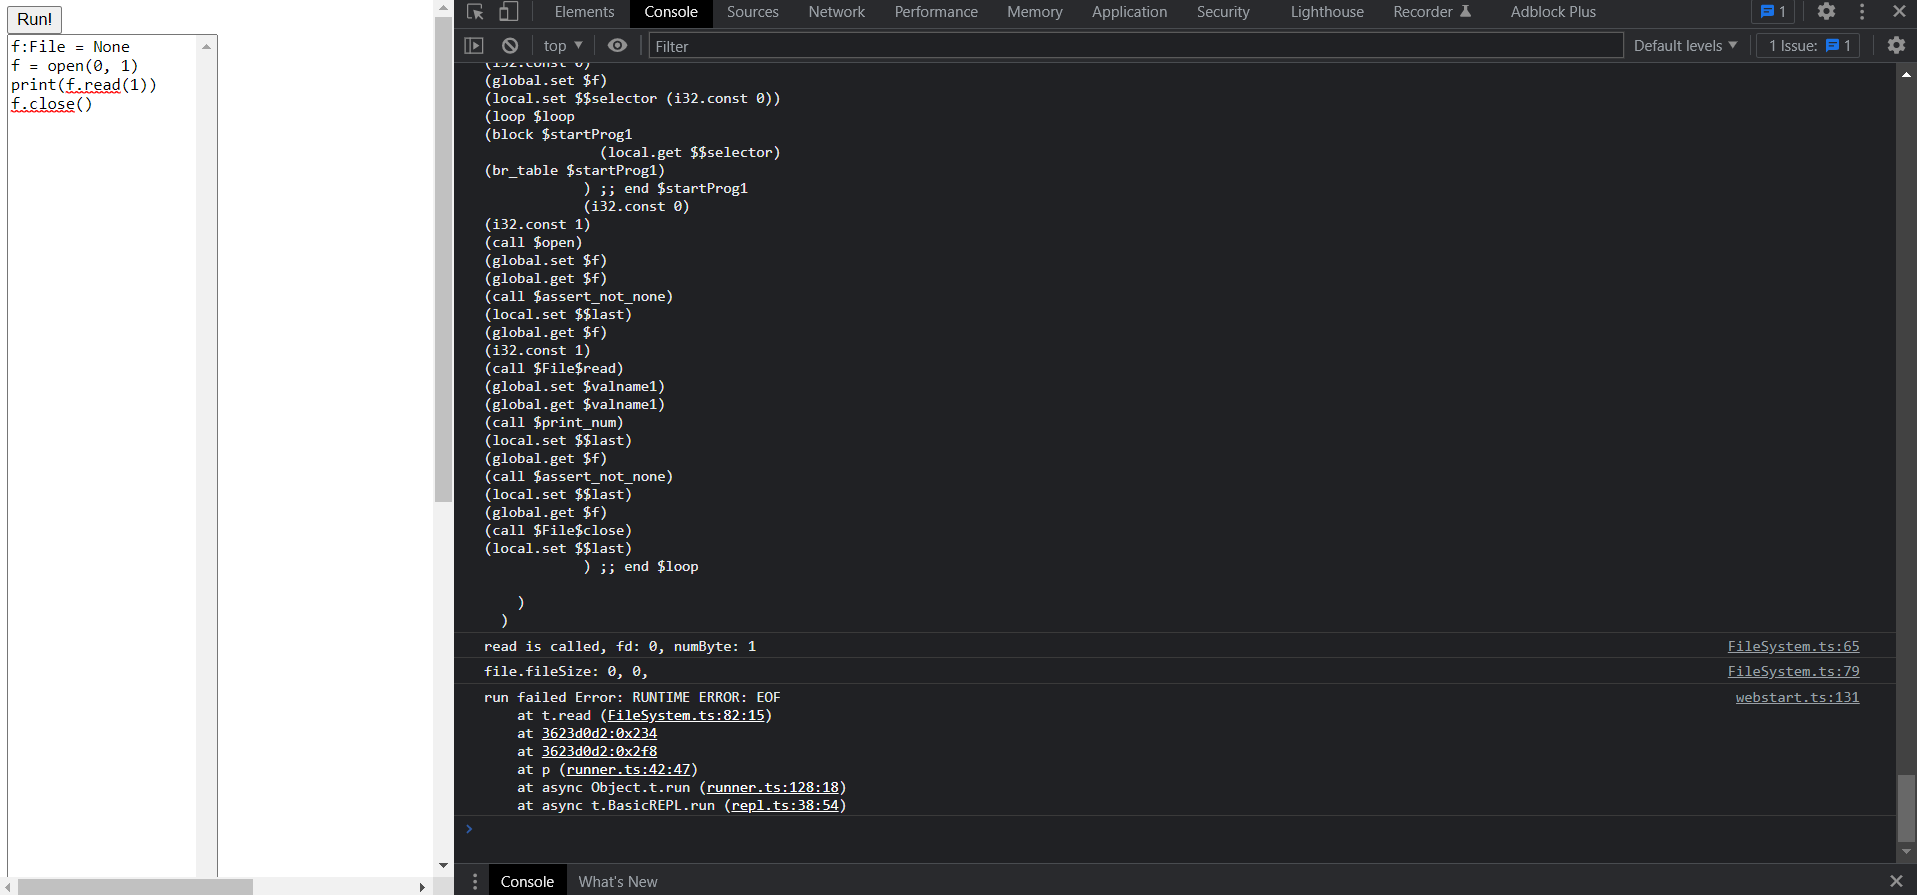 Run!
f:File = None
f = open(0, 1)
print(f.read(1))
f.close()
Elements Console Sources Network Performance Memory Application Security Lighthouse Recorder Adblock Plus 1
top Filter Default levels 1 Issue: 1
(i32.const 0)
(global.set $f)
(local.set $$selector (i32.const 0))
(loop $loop
(block $startProg1
(local.get $$selector)
(br_table $startProg1)
) ;; end $startProg1
(i32.const 0)
(i32.const 1)
(call $open)
(global.set $f)
(global.get $f)
(call $assert_not_none)
(local.set $$last)
(global.get $f)
(i32.const 1)
(call $File$read)
(global.set $valname1)
(global.get $valname1)
(call $print_num)
(local.set $$last)
(global.get $f)
(call $assert_not_none)
(local.set $$last)
(global.get $f)
(call $File$close)
(local.set $$last)
) ;; end $loop
)
)
read is called, fd: 0, numByte: 1 FileSystem.ts:65
file.fileSize: 0, 0, FileSystem.ts:79
run failed Error: RUNTIME ERROR: EOF webstart.ts:131
at t.read (FileSystem.ts:82:15)
at 3623d0d2:0x234
at 3623d0d2:0x2f8
at p (runner.ts:42:47)
at async Object.t.run (runner.ts:128:18)
at async t.BasicREPL.run (repl.ts:38:54)
Console What's New